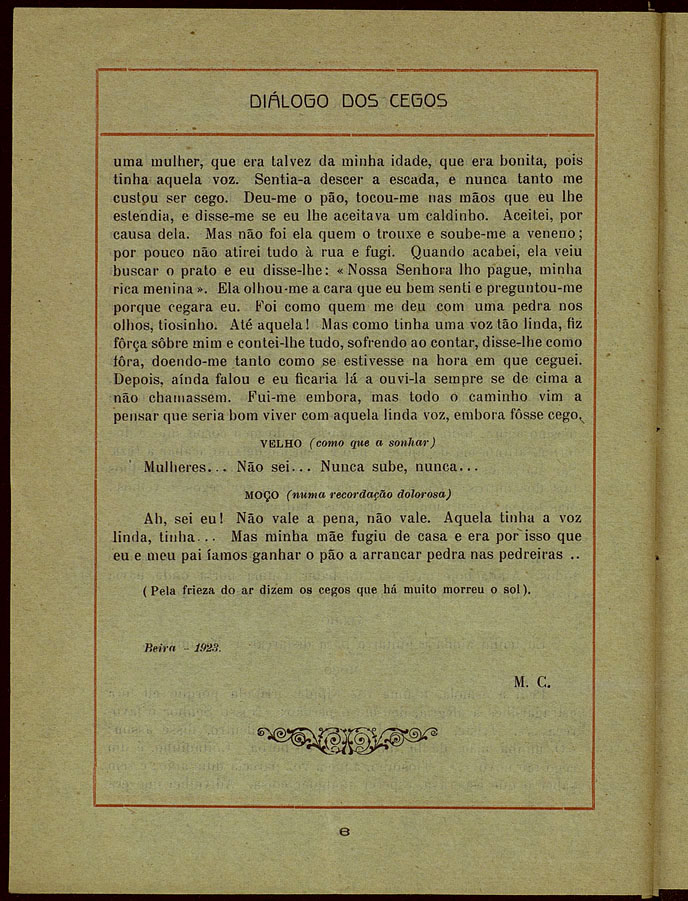 DIÁLOGO DOS CEGOS
uma mulher, que era talvez da minha idade, que era bonita, pois
tinha aquela voz. Sentia-a descer a escada, e nunca tanto me
custou ser cego. Deu-me o pão, tocou-me nas mãos que eu lhe
estendia, e disse-me se eu lhe aceitava um caldinho. Aceitei, por
causa dela. Mas não foi ela quem o trouxe e soube-me a veneno;
por pouco não atirei tudo à rua e fugi. Quando acabei, ela veiu
buscar o prato e eu disse-lhe: «Nossa Senhora lho pague, minha
rica menina». Ela olhou-me a cara que eu bem senti e preguntou-me
porque cegara eu. Foi como quem me deu com uma pedra nos
olhos, tiosinho. Até aquela! Mas como tinha uma voz tão linda, fiz
fôrça sôbre mim e contei-lhe tudo, sofrendo ao contar, disse-lhe como
fôra, doendo-me tanto como se estivesse na hora em que ceguei.
Depois, aínda falou e eu ficaria lá a ouvi-la sempre se de cima a
não chamassem. Fui-me embora, mas todo o caminho vim a
pensar que seria bom viver com aquela linda voz, embora fôsse cego.
VELHO (como que a sonhar)
Mulheres... Não sei... Nunca sube, nunca...
MOÇO (numa recordação dolorosa)
Ah, sei eu! Não vale a pena, não vale. Aquela tinha a voz
linda, tinha... Mas minha mãe fugiu de casa e era por isso que
eu e meu pai íamos ganhar o pão a arrancar pedra nas pedreiras ..
(Pela frieza do ar dizem os cegos que há muito morreu o sol).
Beira - 1923.
M. C.
6